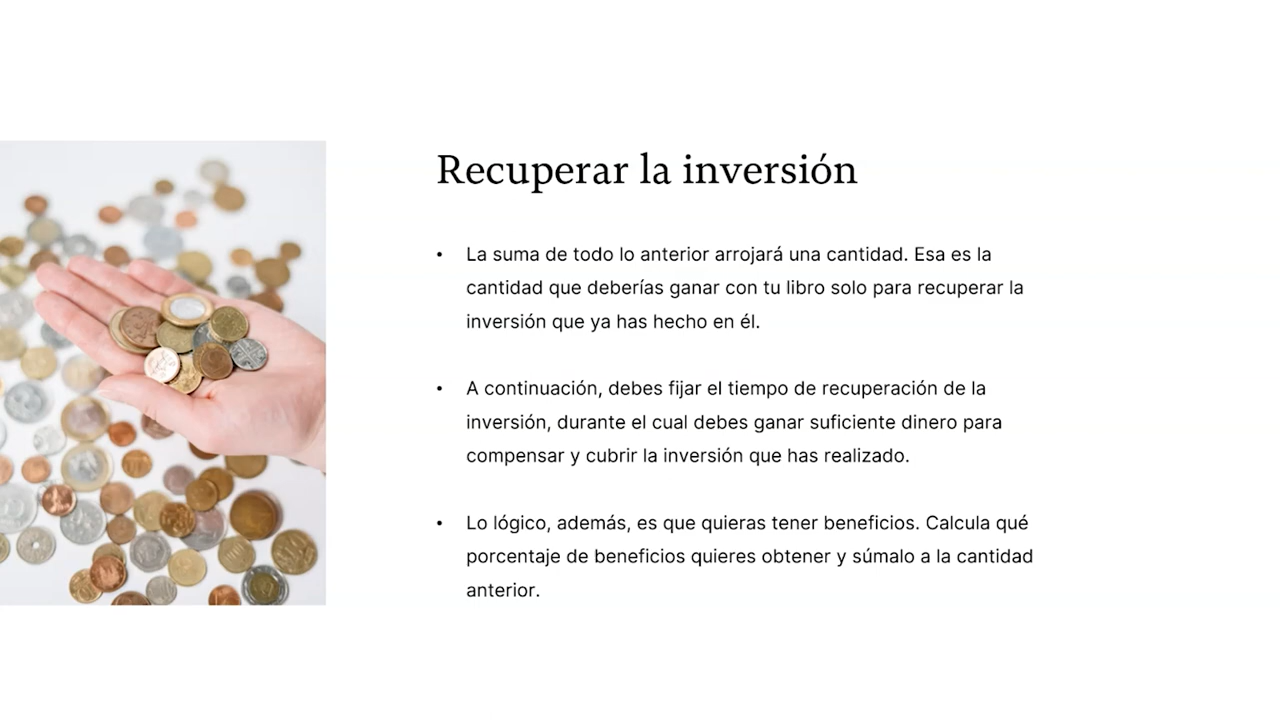 Recuperar la inversión
• La suma de todo lo anterior arrojará una cantidad. Esa es la
cantidad que deberías ganar con tu libro solo para recuperar la
inversión que ya has hecho en él.
• A continuación, debes fijar el tiempo de recuperación de la
inversión, durante el cual debes ganar suficiente dinero para
compensar y cubrir la inversión que has realizado.
• Lo lógico, además, es que quieras tener beneficios. Calcula qué
porcentaje de beneficios quieres obtener y súmalo a la cantidad
anterior.